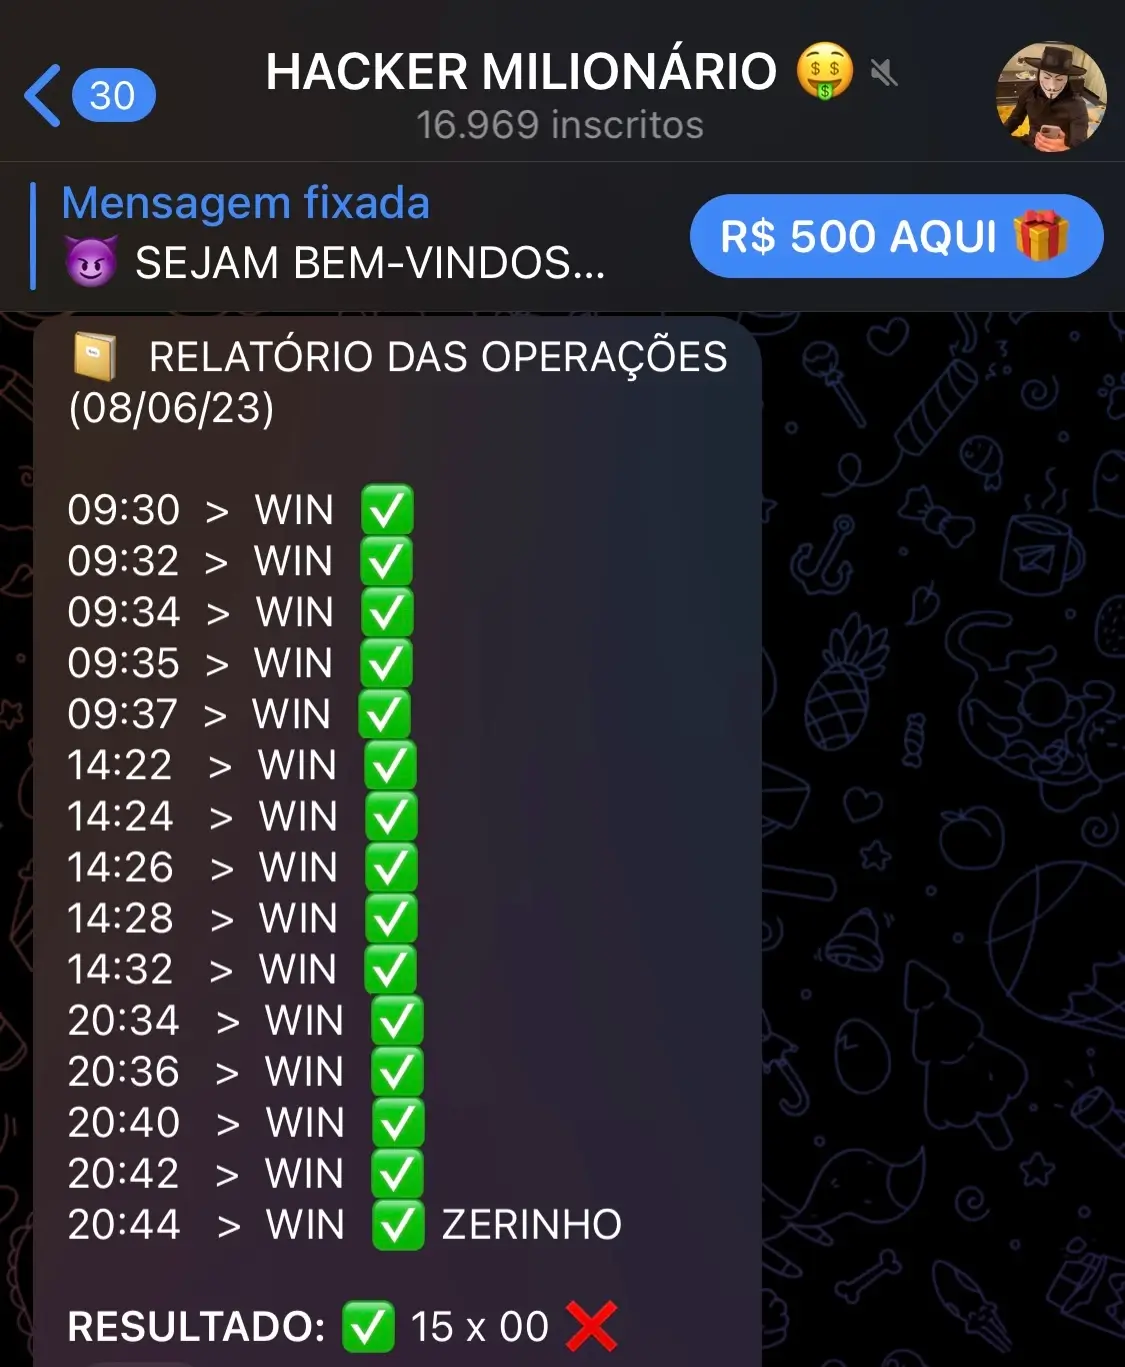 30
HACKER MILIONÁRIO 🤑
16.969 inscritos
Mensagem fixada
😈 SEJAM BEM-VINDOS...
R$ 500 AQUI 🎁
📒 RELATÓRIO DAS OPERAÇÕES
(08/06/23)
09:30 > WIN ✅
09:32 > WIN ✅
09:34 > WIN ✅
09:35 > WIN ✅
09:37 > WIN ✅
14:22 > WIN ✅
14:24 > WIN ✅
14:26 > WIN ✅
14:28 > WIN ✅
14:32 > WIN ✅
20:34 > WIN ✅
20:36 > WIN ✅
20:40 > WIN ✅
20:42 > WIN ✅
20:44 > WIN ✅ ZERINHO
RESULTADO: ✅ 15 x 00 ❌